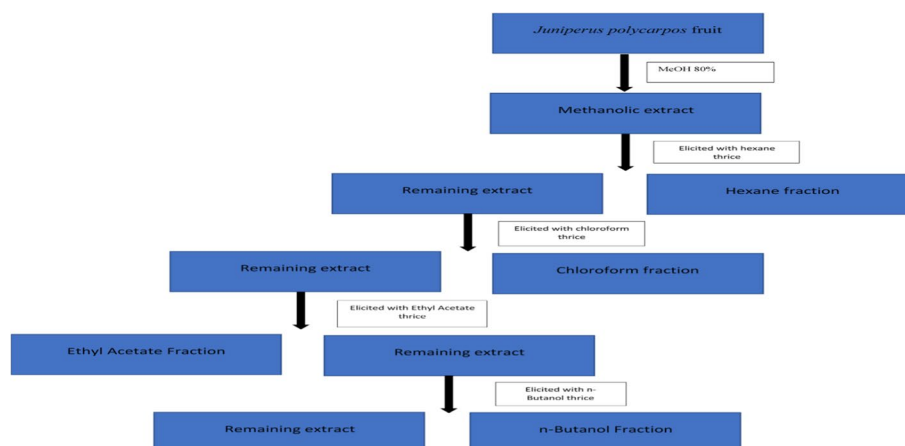 Juniperus polycarpos fruit
MeOH 80%
Methanolic extract
Elicited with hexane
thrice
Remaining extract
Hexane fraction
Elicited with chloroform
thrice
Remaining extract
Chloroform fraction
Elicited with Ethyl Acetate
thrice
Ethyl Acetate Fraction
Remaining extract
Elicited with n-
Butanol thrice
Remaining extract
n-Butanol Fraction